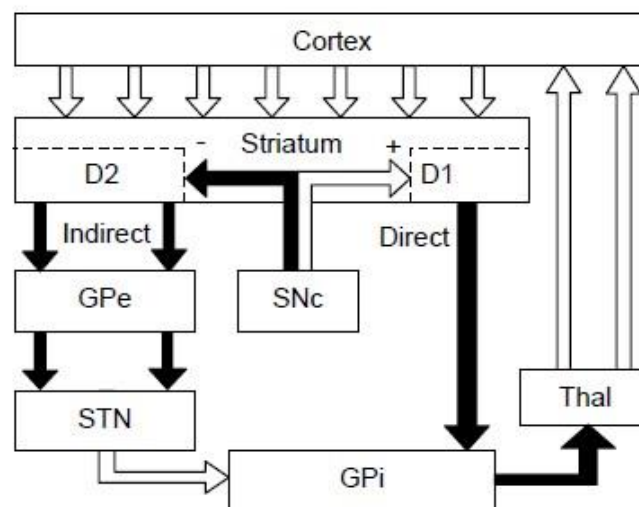 Cortex
- Striatum +
D2
D1
Indirect
Direct
GPe
SNc
STN
Thal
GPi